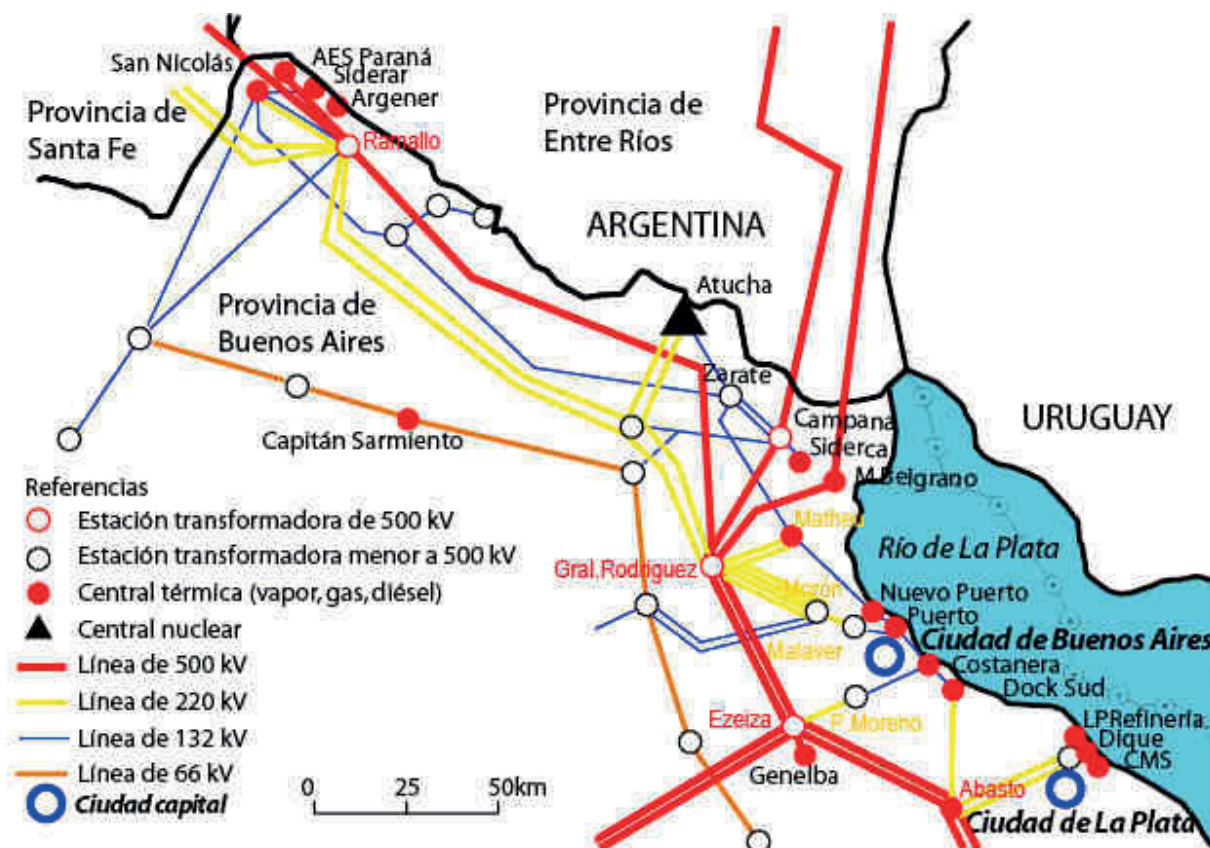 San Nicolás
AES Paraná
Siderar
Argener
Provincia de
Santa Fe
Ramallo
Provincia de
Entre Ríos
ARGENTINA
Atucha
Provincia de
Buenos Aires
Zarate
Capitán Sarmiento
Campana
Siderca
M.Belgrano
URUGUAY
Matheu
Río de La Plata
Gral.Rodriguez
Morón
Nuevo Puerto
Puerto
Malaver
Ciudad de Buenos Aires
Costanera
Dock Sud
Ezeiza
P.Moreno
Genelba
LPRefinería.
Dique
CMS
Abasto
Ciudad de La Plata
Referencias
Estación transformadora de 500 kV
Estación transformadora menor a 500 kV
Central térmica (vapor, gas, diésel)
Central nuclear
Línea de 500 kV
Línea de 220 kV
Línea de 132 kV
Línea de 66 kV
Ciudad capital
0 25 50km